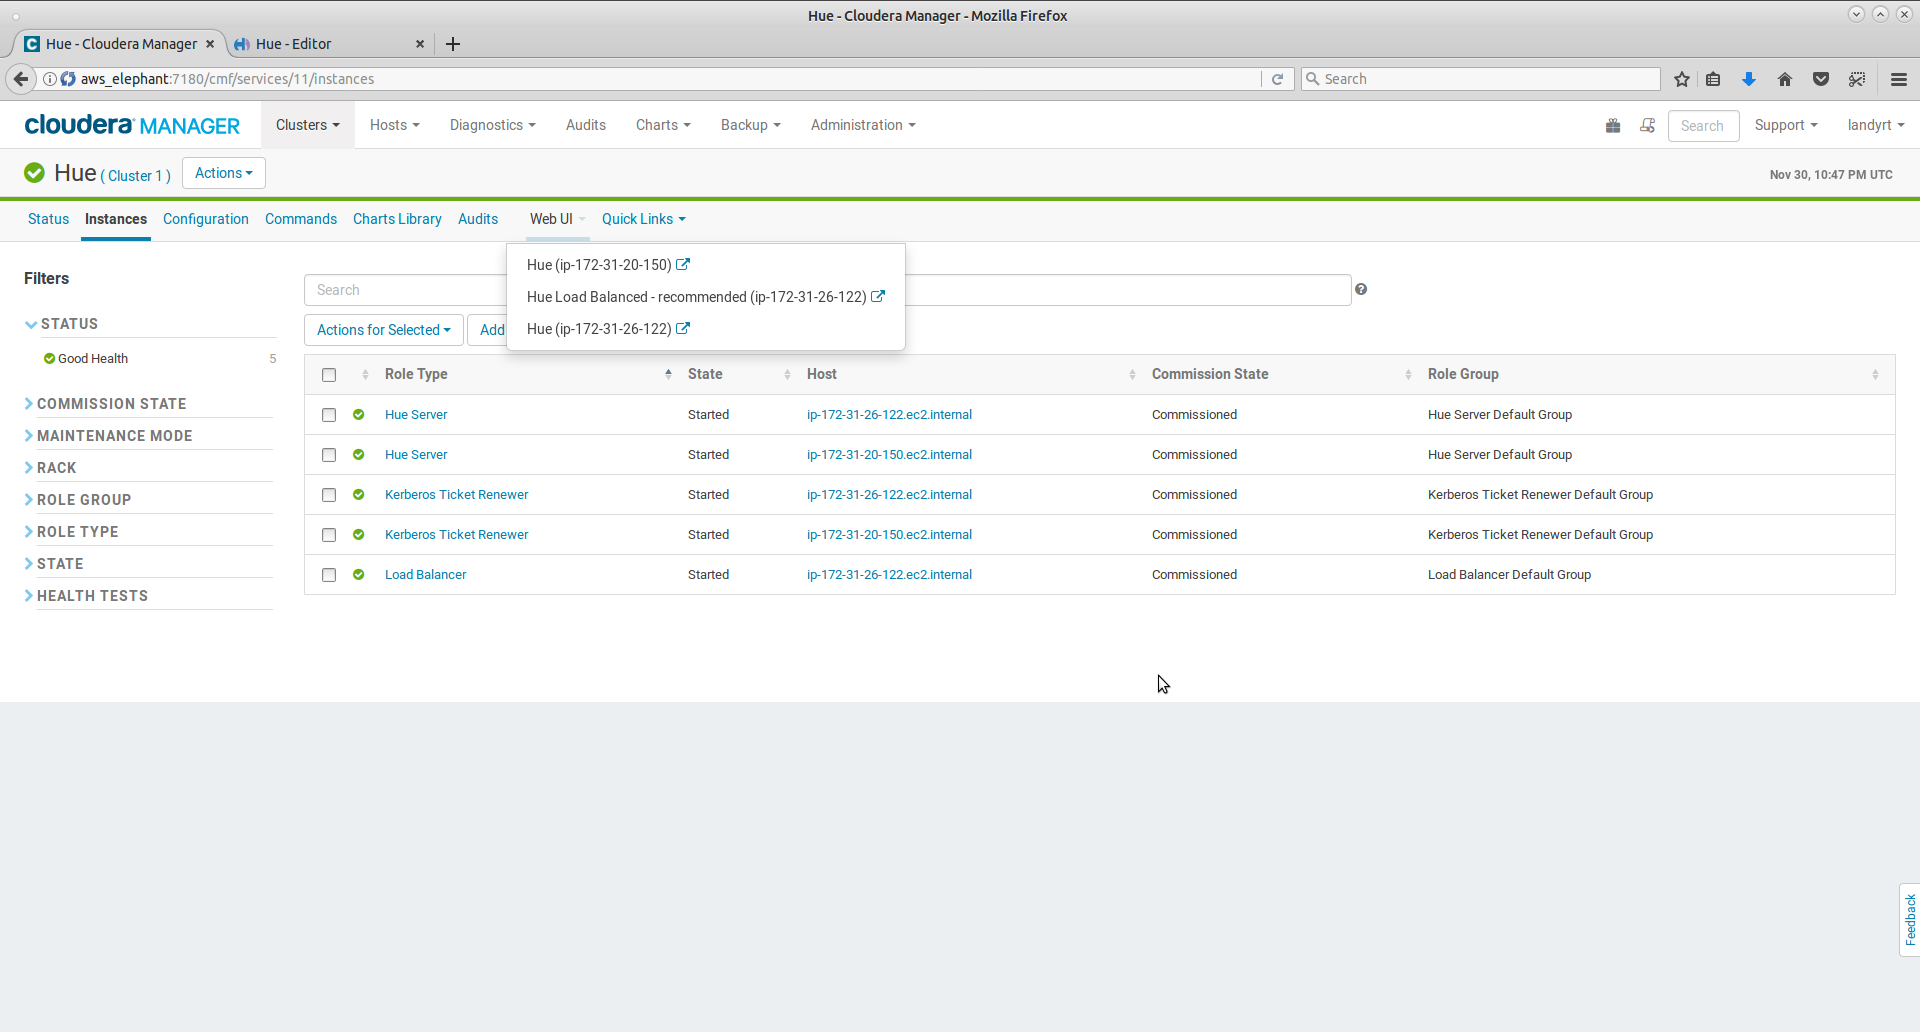 Hue - Cloudera Manager - Mozilla Firefox
Hue - Cloudera Manager
Hue - Editor
aws_elephant:7180/cmf/services/11/instances
Search
cloudera MANAGER
Clusters
Hosts
Diagnostics
Audits
Charts
Backup
Administration
Search
Support
landyrt
Hue ( Cluster 1 )
Actions
Nov 30, 10:47 PM UTC
Status
Instances
Configuration
Commands
Charts Library
Audits
Web UI
Quick Links
Hue (ip-172-31-20-150)
Hue Load Balanced - recommended (ip-172-31-26-122)
Hue (ip-172-31-26-122)
Filters
STATUS
Good Health 5
COMMISSION STATE
MAINTENANCE MODE
RACK
ROLE GROUP
ROLE TYPE
STATE
HEALTH TESTS
Search
Actions for Selected
Add
Role Type State Host Commission State Role Group
Hue Server Started ip-172-31-26-122.ec2.internal Commissioned Hue Server Default Group
Hue Server Started ip-172-31-20-150.ec2.internal Commissioned Hue Server Default Group
Kerberos Ticket Renewer Started ip-172-31-26-122.ec2.internal Commissioned Kerberos Ticket Renewer Default Group
Kerberos Ticket Renewer Started ip-172-31-20-150.ec2.internal Commissioned Kerberos Ticket Renewer Default Group
Load Balancer Started ip-172-31-26-122.ec2.internal Commissioned Load Balancer Default Group
Feedback